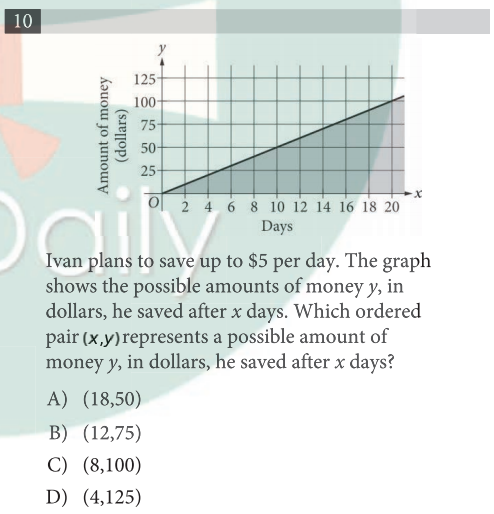 10
y
Amount of money
(dollars)
125
100
75
50
25
O
2 4 6 8 10 12 14 16 18 20
x
Days
Daily
Ivan plans to save up to $5 per day. The graph
shows the possible amounts of money y, in
dollars, he saved after x days. Which ordered
pair (x,y) represents a possible amount of
money y, in dollars, he saved after x days?
A) (18,50)
B) (12,75)
C) (8,100)
D) (4,125)